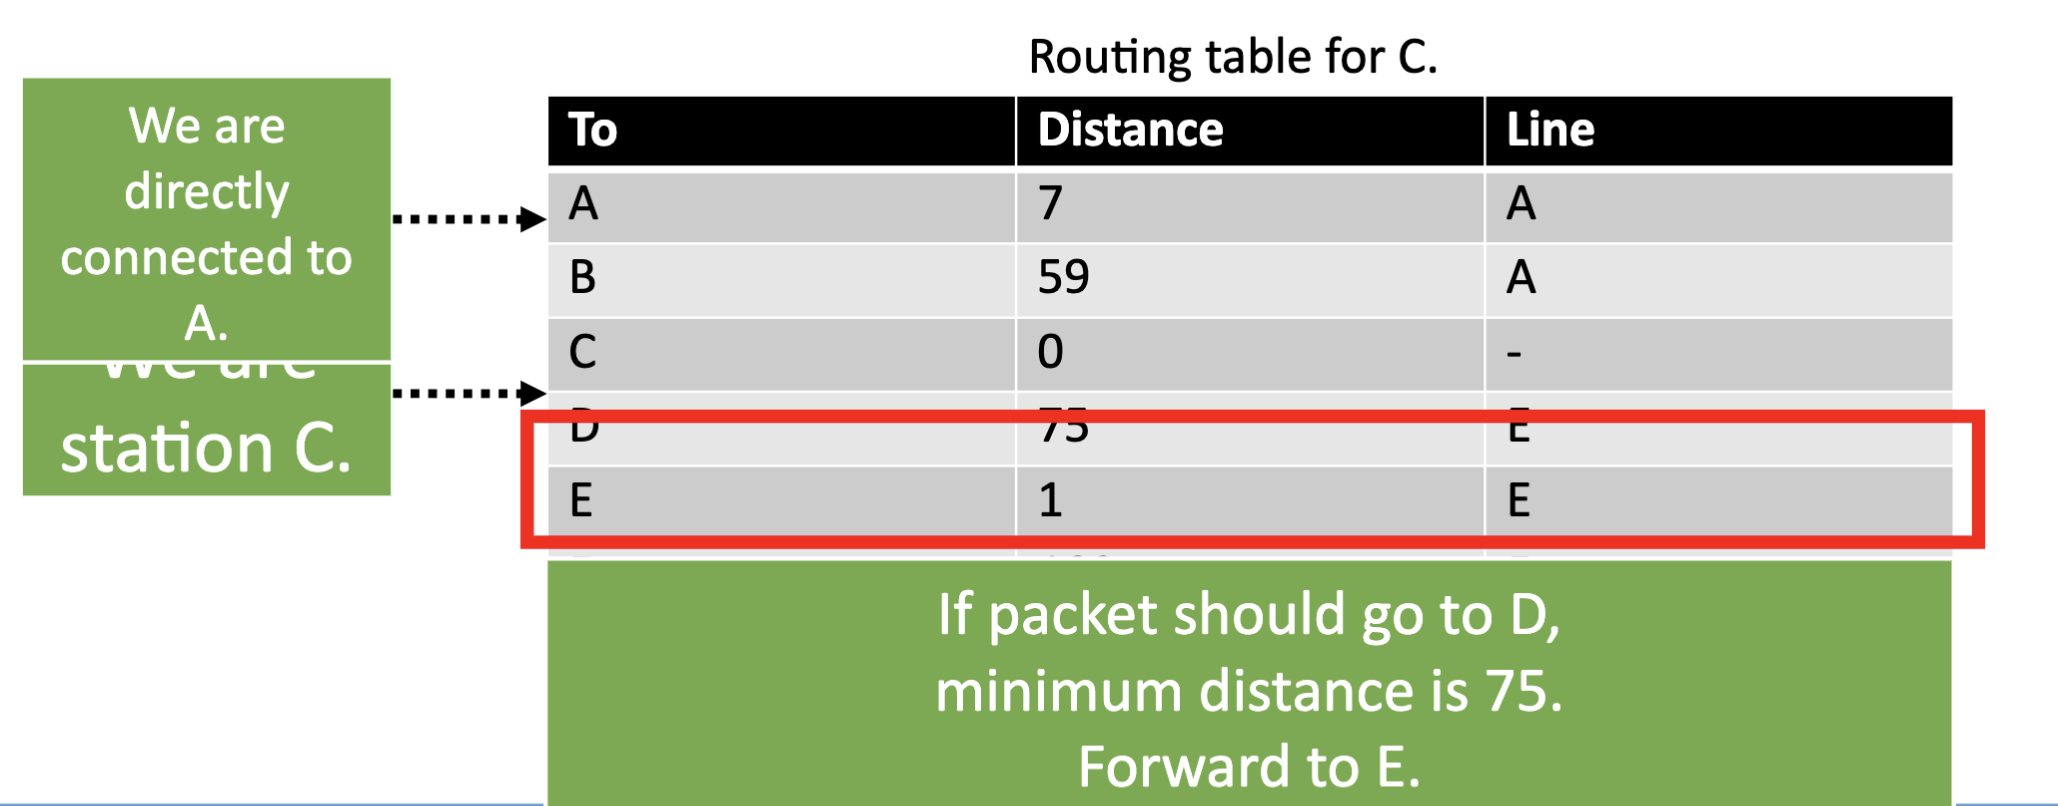 Routing table for C.
We are
directly
connected to
A.
We are
station C.
To Distance Line
A 7 A
B 59 A
C 0 -
D 75 E
E 1 E
If packet should go to D,
minimum distance is 75.
Forward to E.